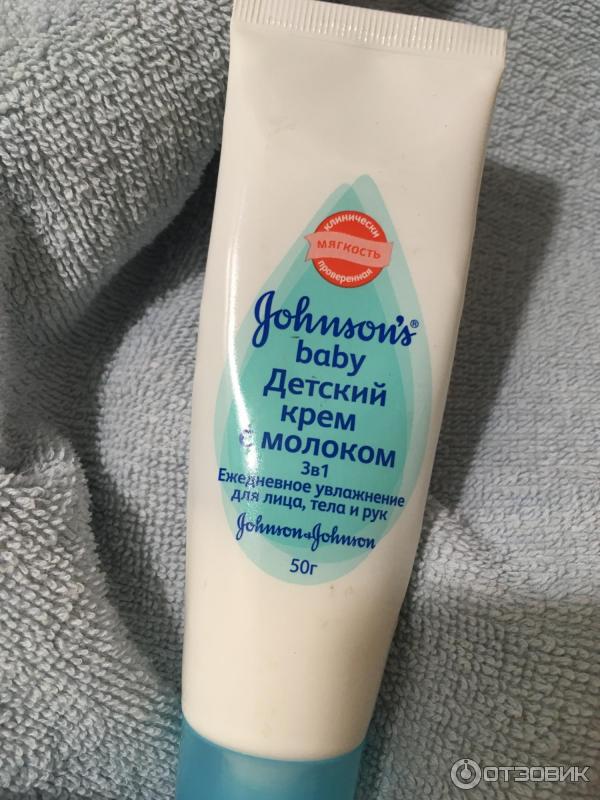 клинически
мягкость
проверенная
Johnson's®
baby
Детский
крем
с молоком
3в1
Ежедневное увлажнение
для лица, тела и рук
Johnson & Johnson
50г
ОТЗОВИК